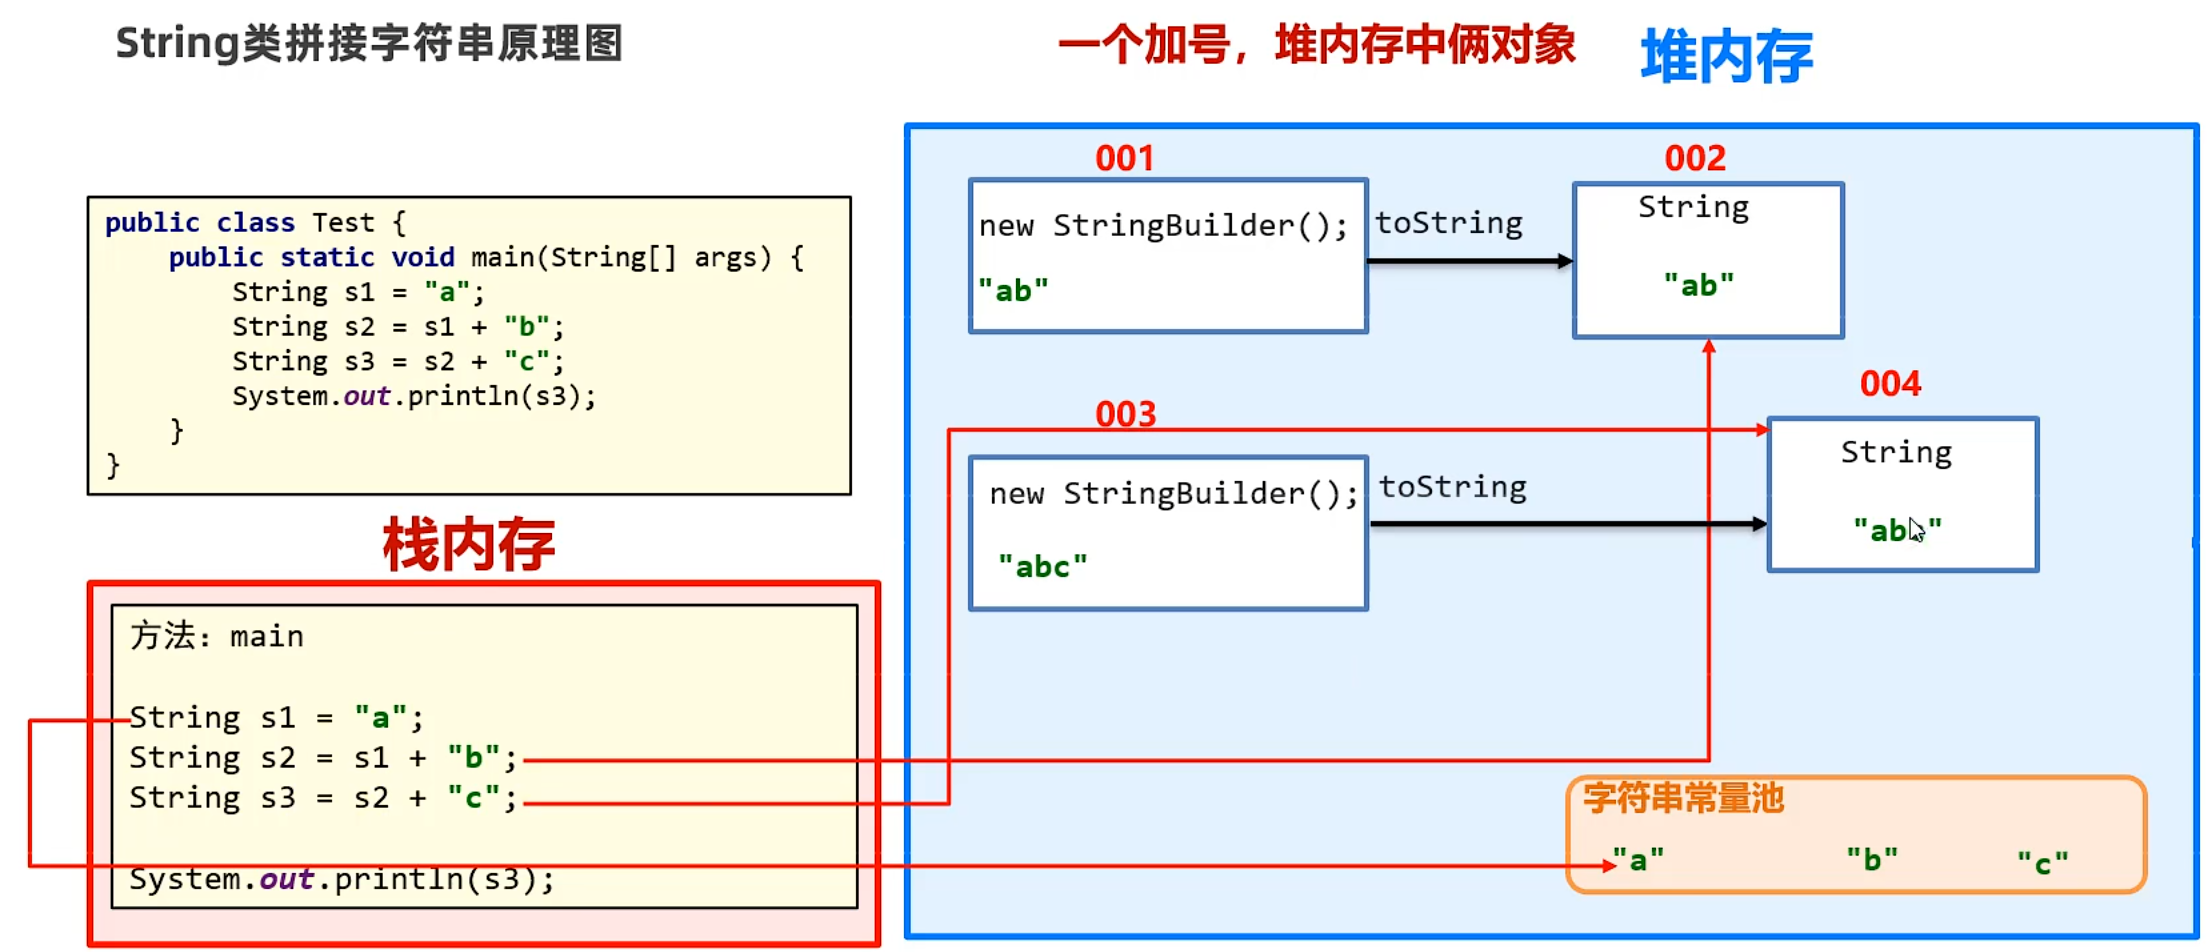 String类拼接字符串原理图
一个加号，堆内存中俩对象
堆内存
public class Test {
    public static void main(String[] args) {
        String s1 = "a";
        String s2 = s1 + "b";
        String s3 = s2 + "c";
        System.out.println(s3);
    }
}
栈内存
方法：main
String s1 = "a";
String s2 = s1 + "b";
String s3 = s2 + "c";
System.out.println(s3);
001
new StringBuilder();
"ab"
toString
002
String
"ab"
003
new StringBuilder();
"abc"
toString
004
String
字符串常量池
"a" "b" "c"